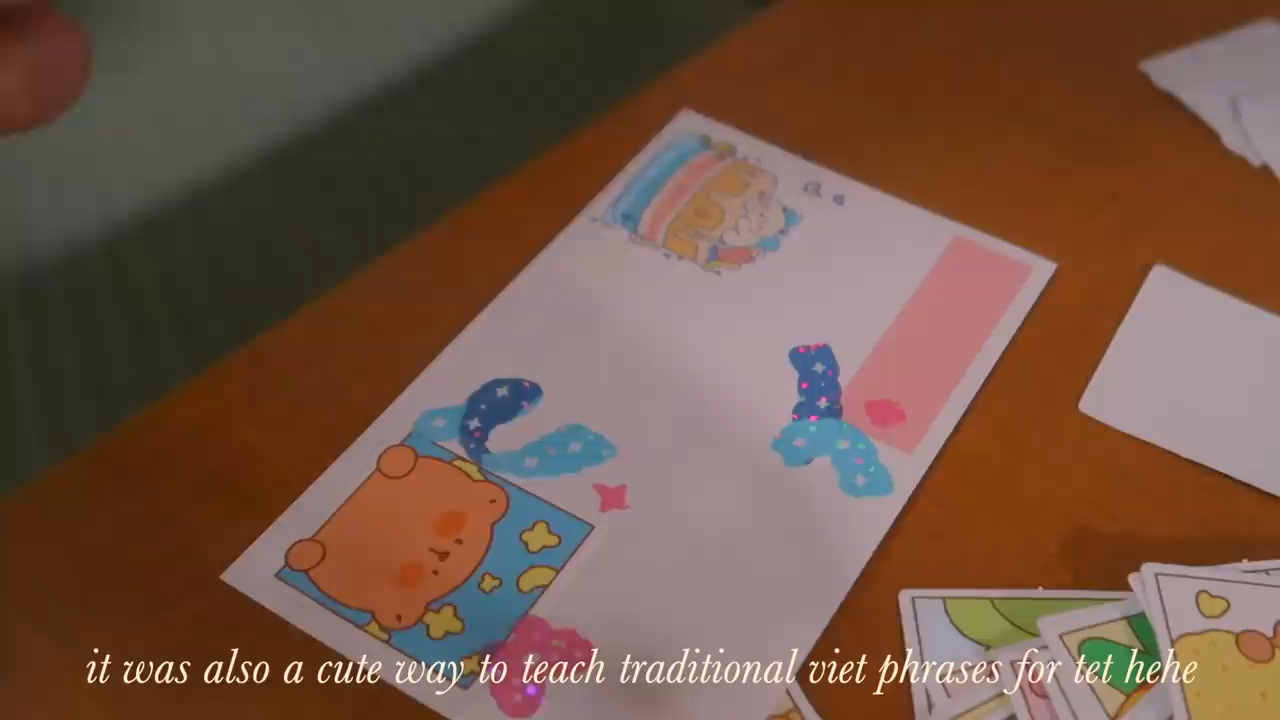 it was also a cute way to teach traditional viet phrases for tet hehe